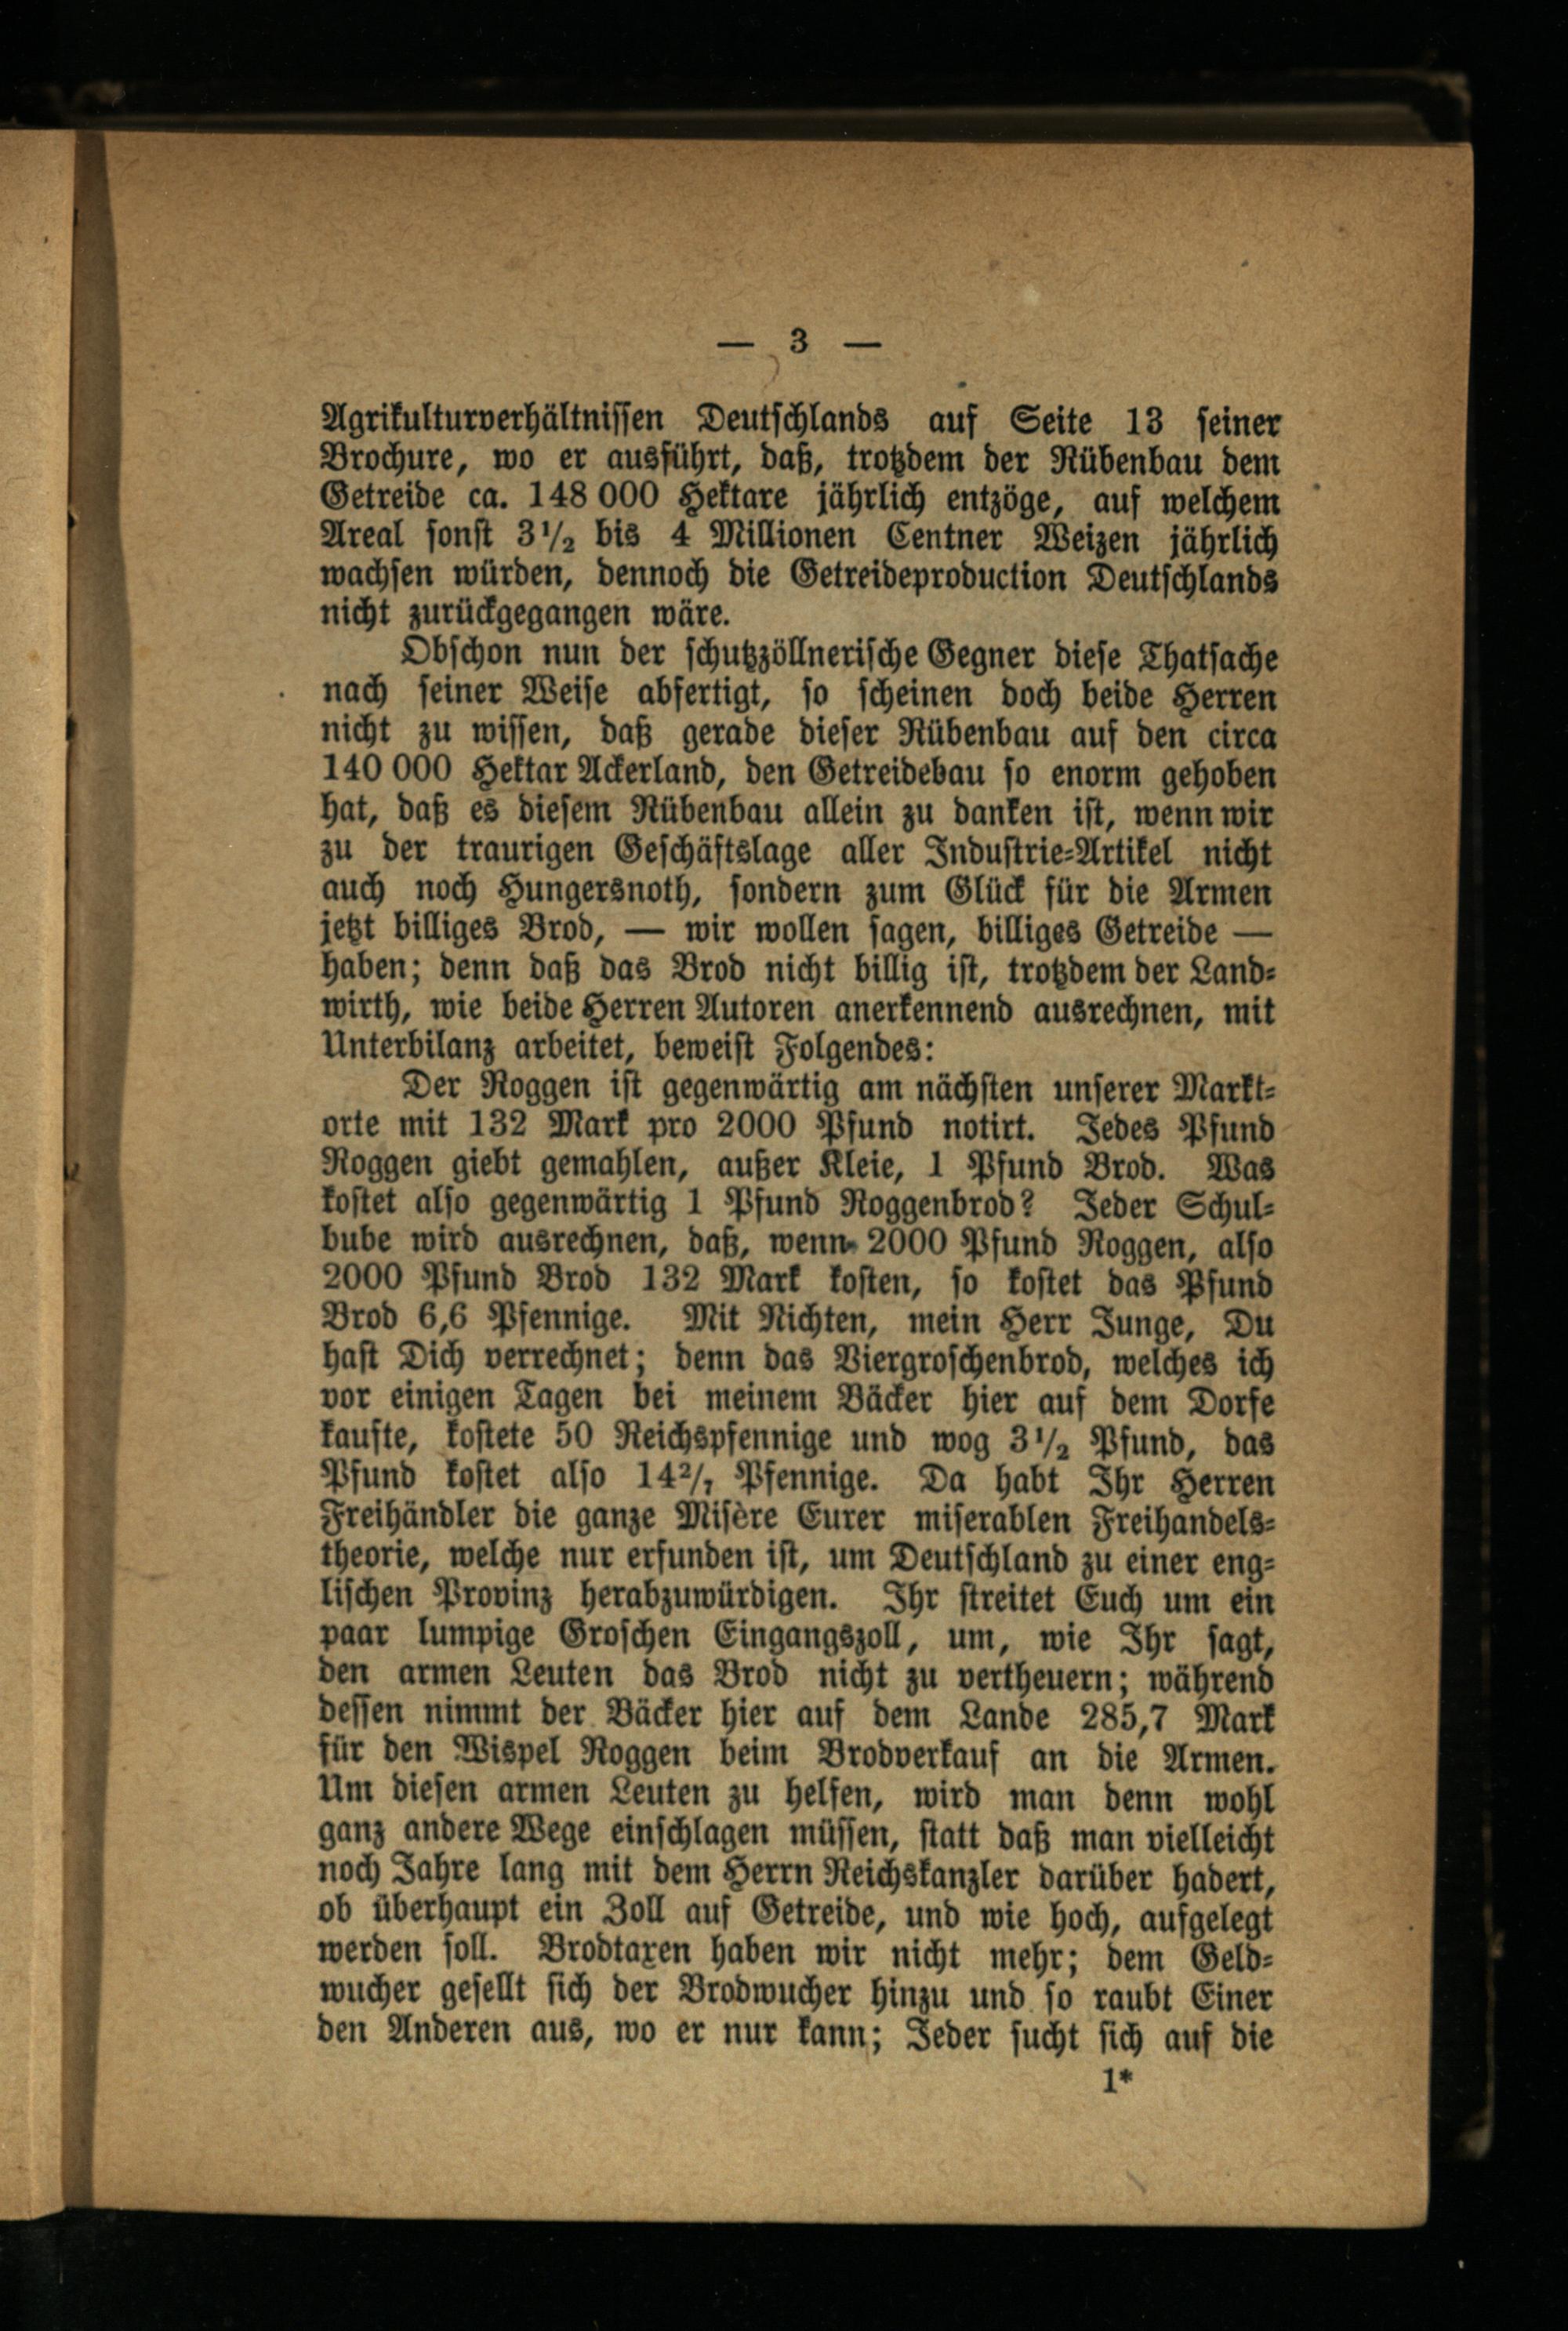 — 3 —
Agrikulturverhältnissen Deutschlands auf Seite 13 seiner
Brochure, wo er ausführt, daß, trotzdem der Rübenbau dem
Getreide ca. 148 000 Hektare jährlich entzöge, auf welchem
Areal sonst 3½ bis 4 Millionen Centner Weizen jährlich
wachsen würden, dennoch die Getreideproduction Deutschlands
nicht zurückgegangen wäre.
Obschon nun der schutzzöllnerische Gegner diese Thatsache
nach seiner Weise abfertigt, so scheinen doch beide Herren
nicht zu wissen, daß gerade dieser Rübenbau auf den circa
140 000 Hektar Ackerland, den Getreidebau so enorm gehoben
hat, daß es diesem Rübenbau allein zu danken ist, wenn wir
zu der traurigen Geschäftslage aller Industrie-Artikel nicht
auch noch Hungersnoth, sondern zum Glück für die Armen
jetzt billiges Brod, — wir wollen sagen, billiges Getreide —
haben; denn daß das Brod nicht billig ist, trotzdem der Land-
wirth, wie beide Herren Autoren anerkennend ausrechnen, mit
Unterbilanz arbeitet, beweist Folgendes:
Der Roggen ist gegenwärtig am nächsten unserer Markt-
orte mit 132 Mark pro 2000 Pfund notirt. Jedes Pfund
Roggen giebt gemahlen, außer Kleie, 1 Pfund Brod. Was
kostet also gegenwärtig 1 Pfund Roggenbrod? Jeder Schul-
bube wird ausrechnen, daß, wenn 2000 Pfund Roggen, also
2000 Pfund Brod 132 Mark kosten, so kostet das Pfund
Brod 6,6 Pfennige. Mit Nichten, mein Herr Junge, Du
hast Dich verrechnet; denn das Viergroschenbrod, welches ich
vor einigen Tagen bei meinem Bäcker hier auf dem Dorfe
kaufte, kostete 50 Reichspfennige und wog 3½ Pfund, das
Pfund kostet also 14²/₇ Pfennige. Da habt Ihr Herren
Freihändler die ganze Misère Eurer miserablen Freihandels-
theorie, welche nur erfunden ist, um Deutschland zu einer eng-
lischen Provinz herabzuwürdigen. Ihr streitet Euch um ein
paar lumpige Groschen Eingangszoll, um, wie Ihr sagt,
den armen Leuten das Brod nicht zu vertheuern; während
dessen nimmt der Bäcker hier auf dem Lande 285,7 Mark
für den Wispel Roggen beim Brodverkauf an die Armen.
Um diesen armen Leuten zu helfen, wird man denn wohl
ganz andere Wege einschlagen müssen, statt daß man vielleicht
noch Jahre lang mit dem Herrn Reichskanzler darüber hadert,
ob überhaupt ein Zoll auf Getreide, und wie hoch, aufgelegt
werden soll. Brodtaxen haben wir nicht mehr; dem Geld-
wucher gesellt sich der Brodwucher hinzu und so raubt Einer
den Anderen aus, wo er nur kann; Jeder sucht sich auf die
1*